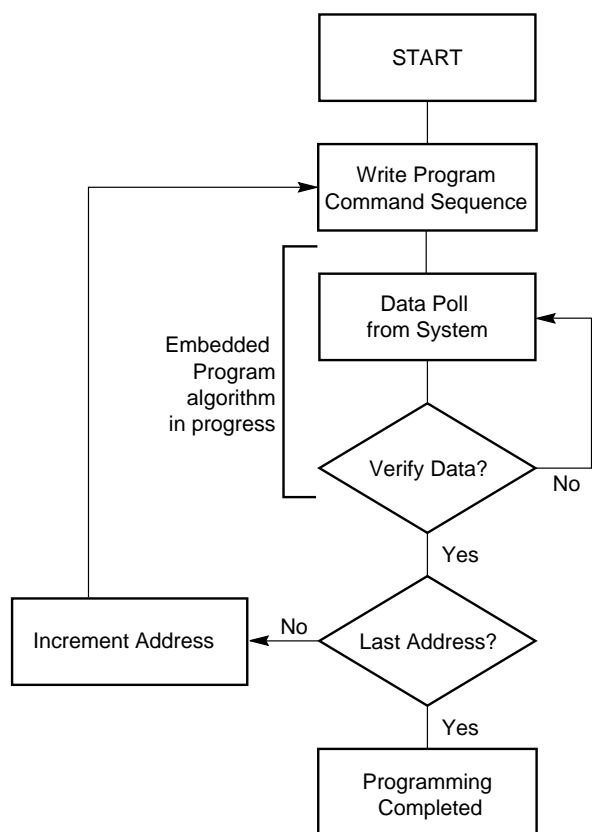 START
Write Program
Command Sequence
Data Poll
from System
Embedded
Program
algorithm
in progress
Verify Data?
No
Yes
Last Address?
No
Increment Address
Yes
Programming
Completed